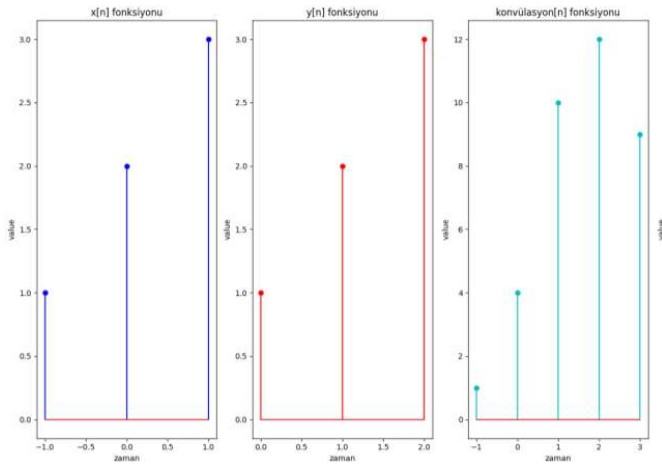 x[n] fonksiyonu
3.0
2.5
2.0
1.5
1.0
0.5
0.0
value
-1.0 -0.5 0.0 0.5 1.0
zaman
y[n] fonksiyonu
3.0
2.5
2.0
1.5
1.0
0.5
0.0
value
0.0 0.5 1.0 1.5 2.0
zaman
konvülasyon[n] fonksiyonu
12
10
8
6
4
2
0
value
-1 0 1 2 3
zaman
value